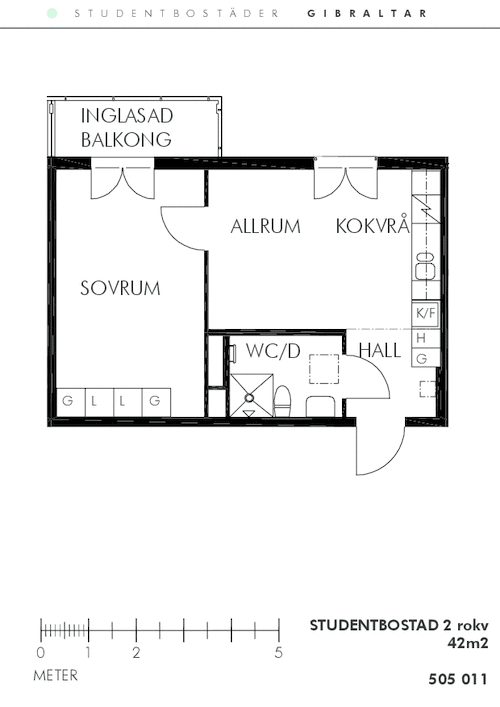 STUDENTBOSTÄDER GIBRALTAR
INGLASAD
BALKONG
ALLRUM
KOKVRÅ
SOVRUM
K/F
H
G
WC/D
HALL
G L L G
0 1 2 5
METER
STUDENTBOSTAD 2 rokv
42m2
505 011